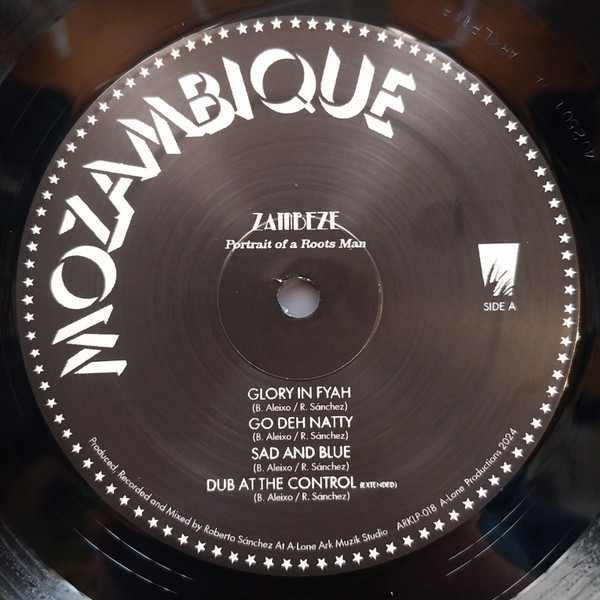 MOZAMBIQUE
ZAMBEZE
Portrait of a Roots Man
SIDE A
GLORY IN FYAH
(B. Aleixo / R. Sánchez)
GO DEH NATTY
(B. Aleixo / R. Sánchez)
SAD AND BLUE
(B. Aleixo / R. Sánchez)
DUB AT THE CONTROL (EXTENDED)
(B. Aleixo / R. Sánchez)
Produced, Recorded and Mixed by Roberto Sánchez At A-Lone Ark Muzik Studio ARKLP.01B A-Lone Productions 2024